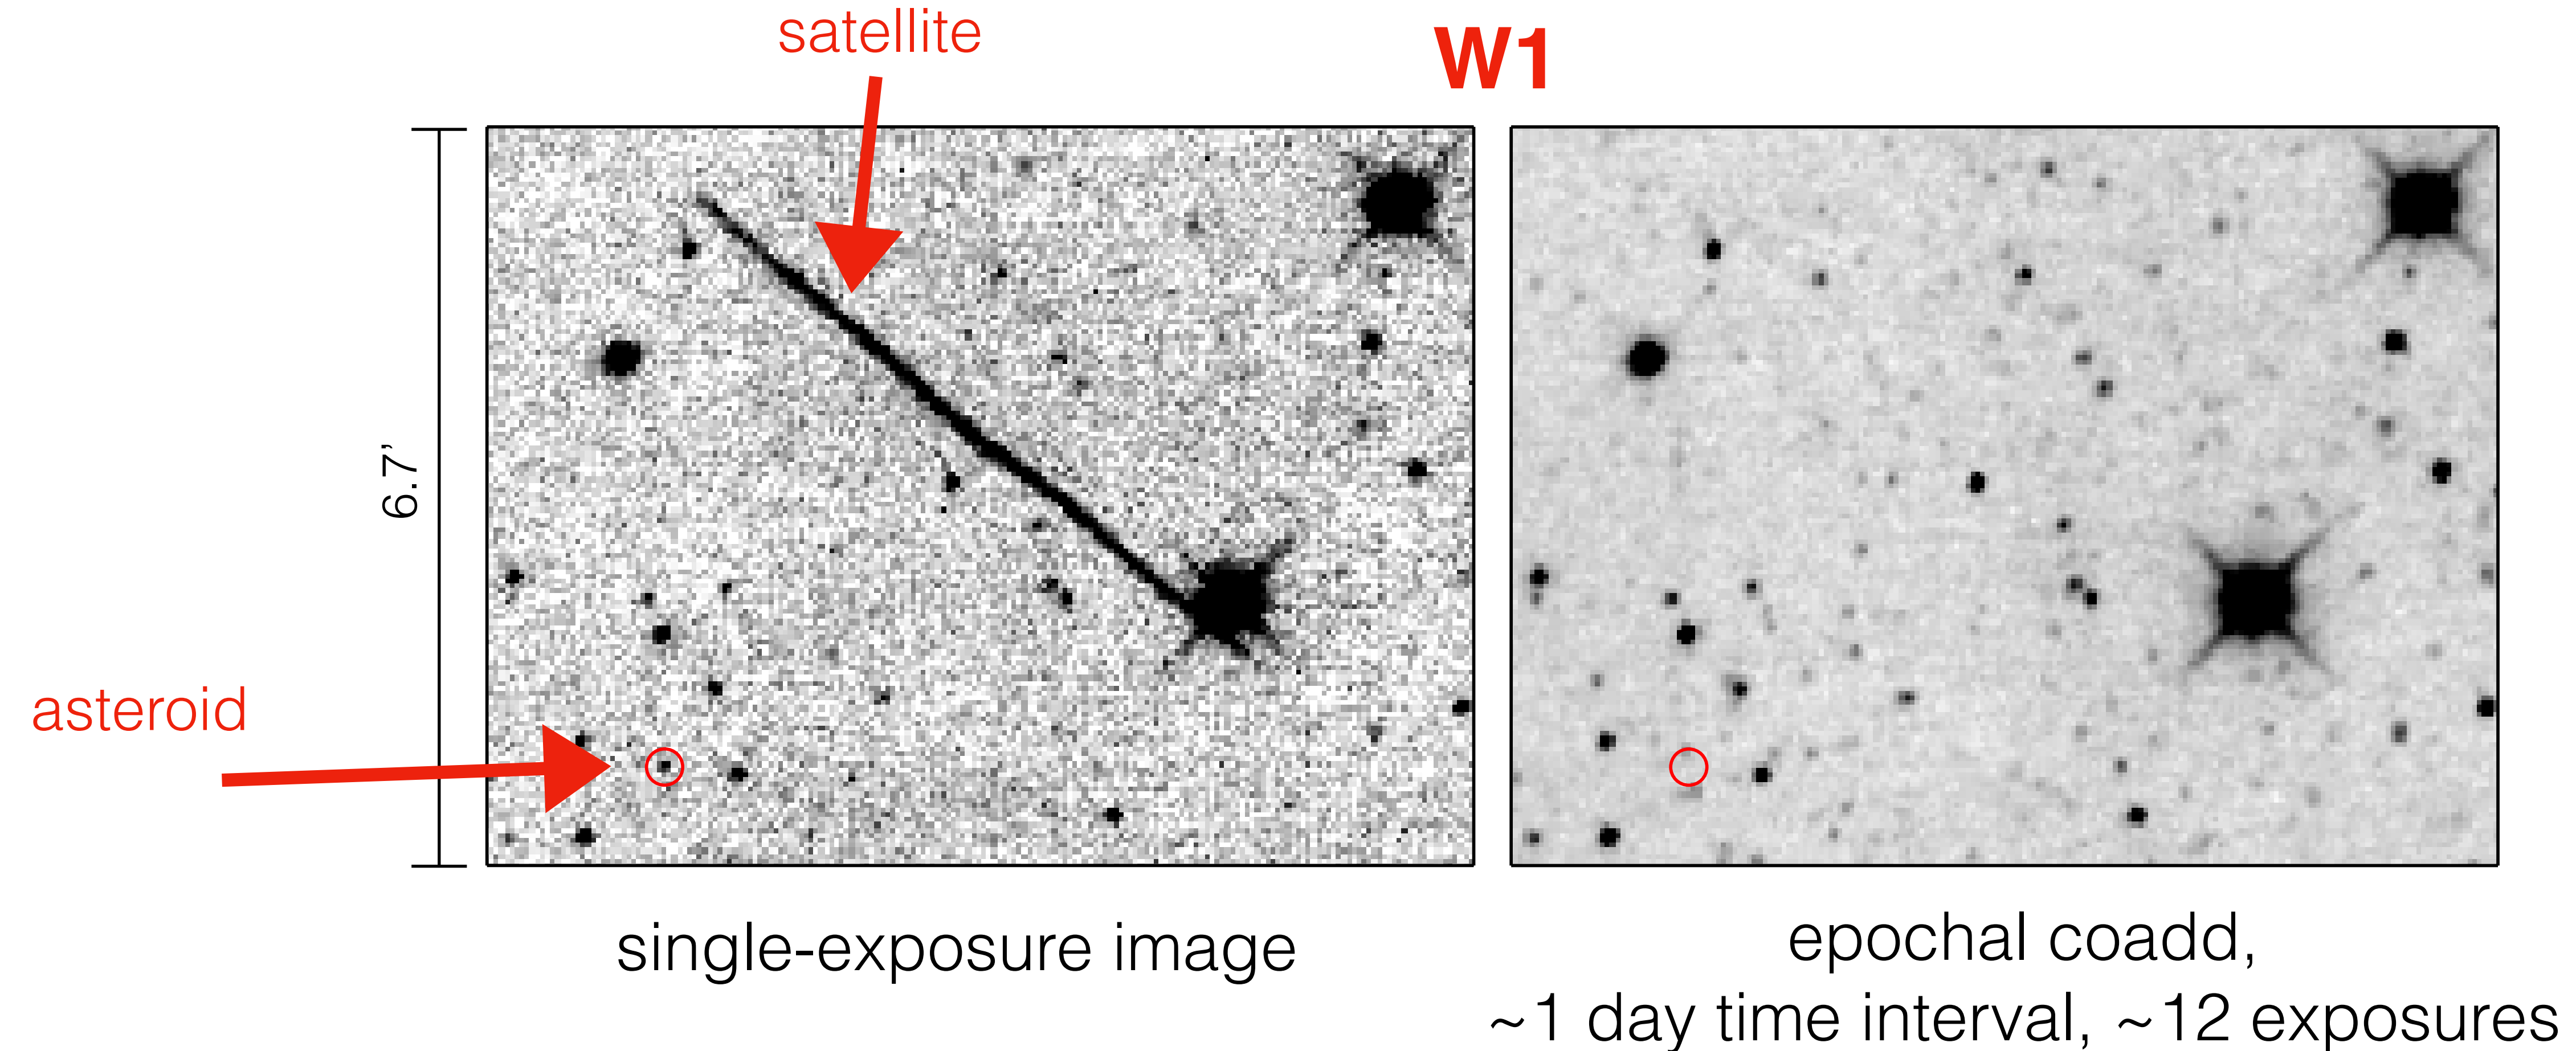 satellite
W1
6.7’
asteroid
single-exposure image
epochal coadd,
~1 day time interval, ~12 exposures